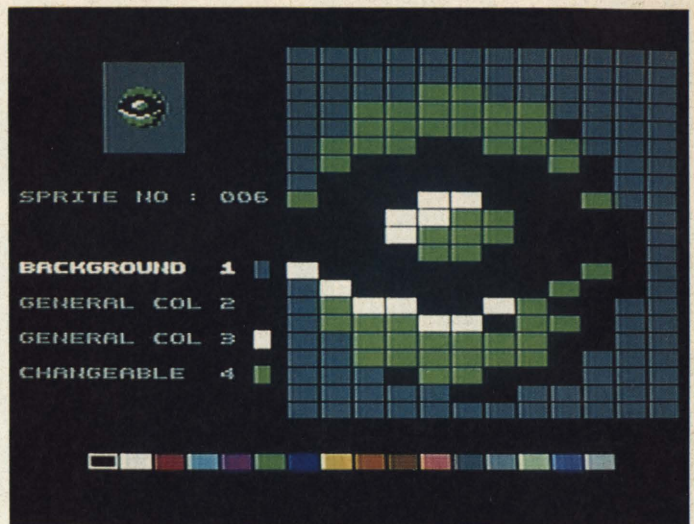 SPRITE NO : 006
BACKGROUND 1
GENERAL COL 2
GENERAL COL 3
CHANGEABLE 4